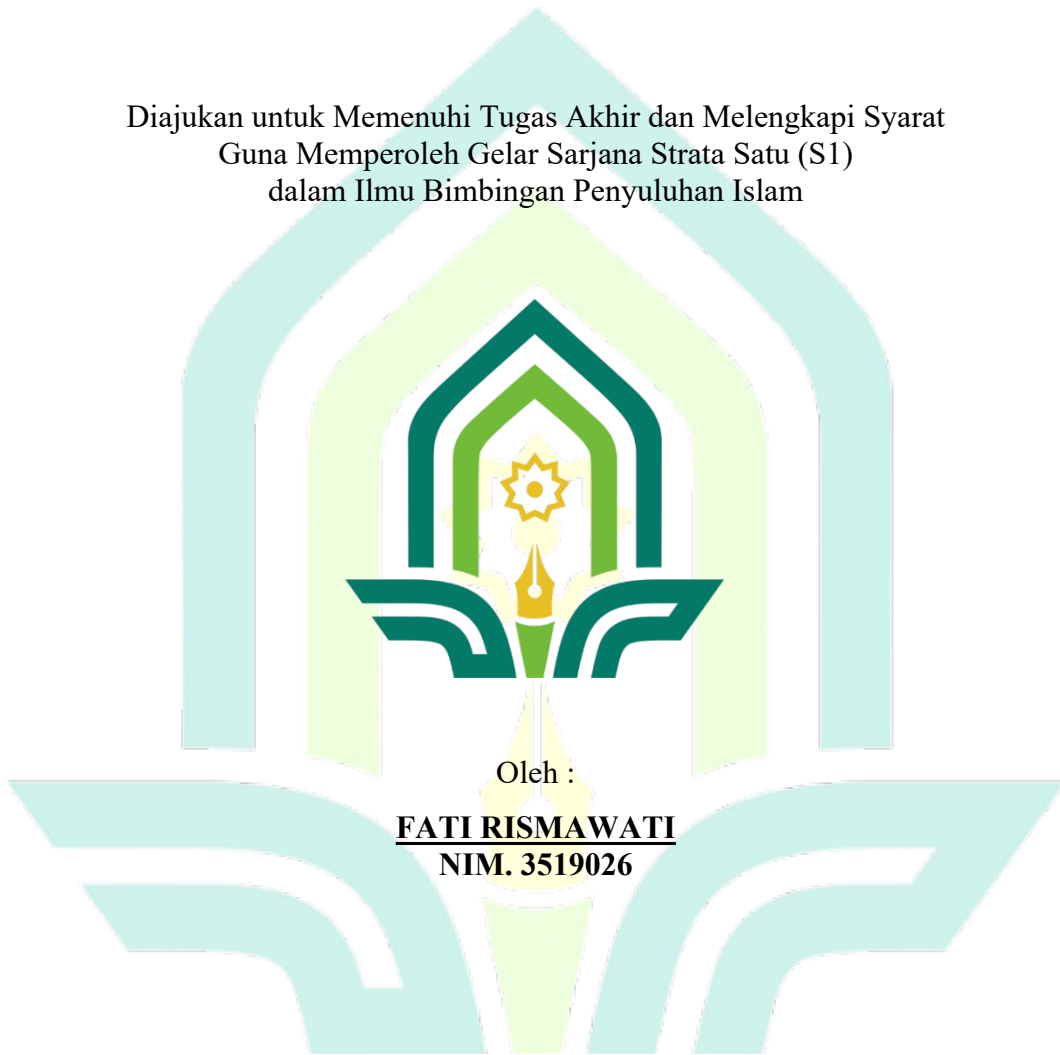 Diajukan untuk Memenuhi Tugas Akhir dan Melengkapi Syarat
Guna Memperoleh Gelar Sarjana Strata Satu (S1)
dalam Ilmu Bimbingan Penyuluhan Islam
Oleh :
FATI RISMAWATI
NIM. 3519026